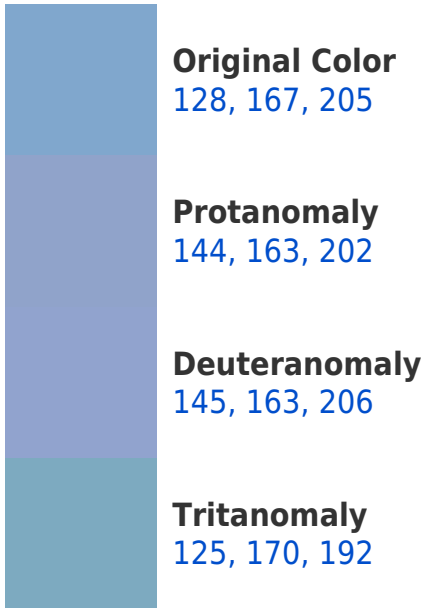 Original Color
128, 167, 205
Protanomaly
144, 163, 202
Deuteranomaly
145, 163, 206
Tritanomaly
125, 170, 192